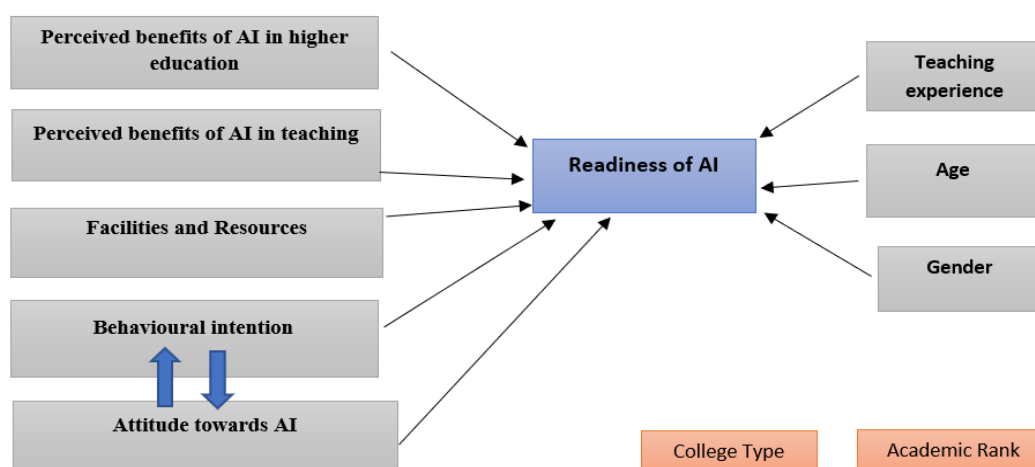 Perceived benefits of AI in higher
education
Perceived benefits of AI in teaching
Facilities and Resources
Behavioural intention
Attitude towards AI
Readiness of AI
Teaching
experience
Age
Gender
College Type
Academic Rank